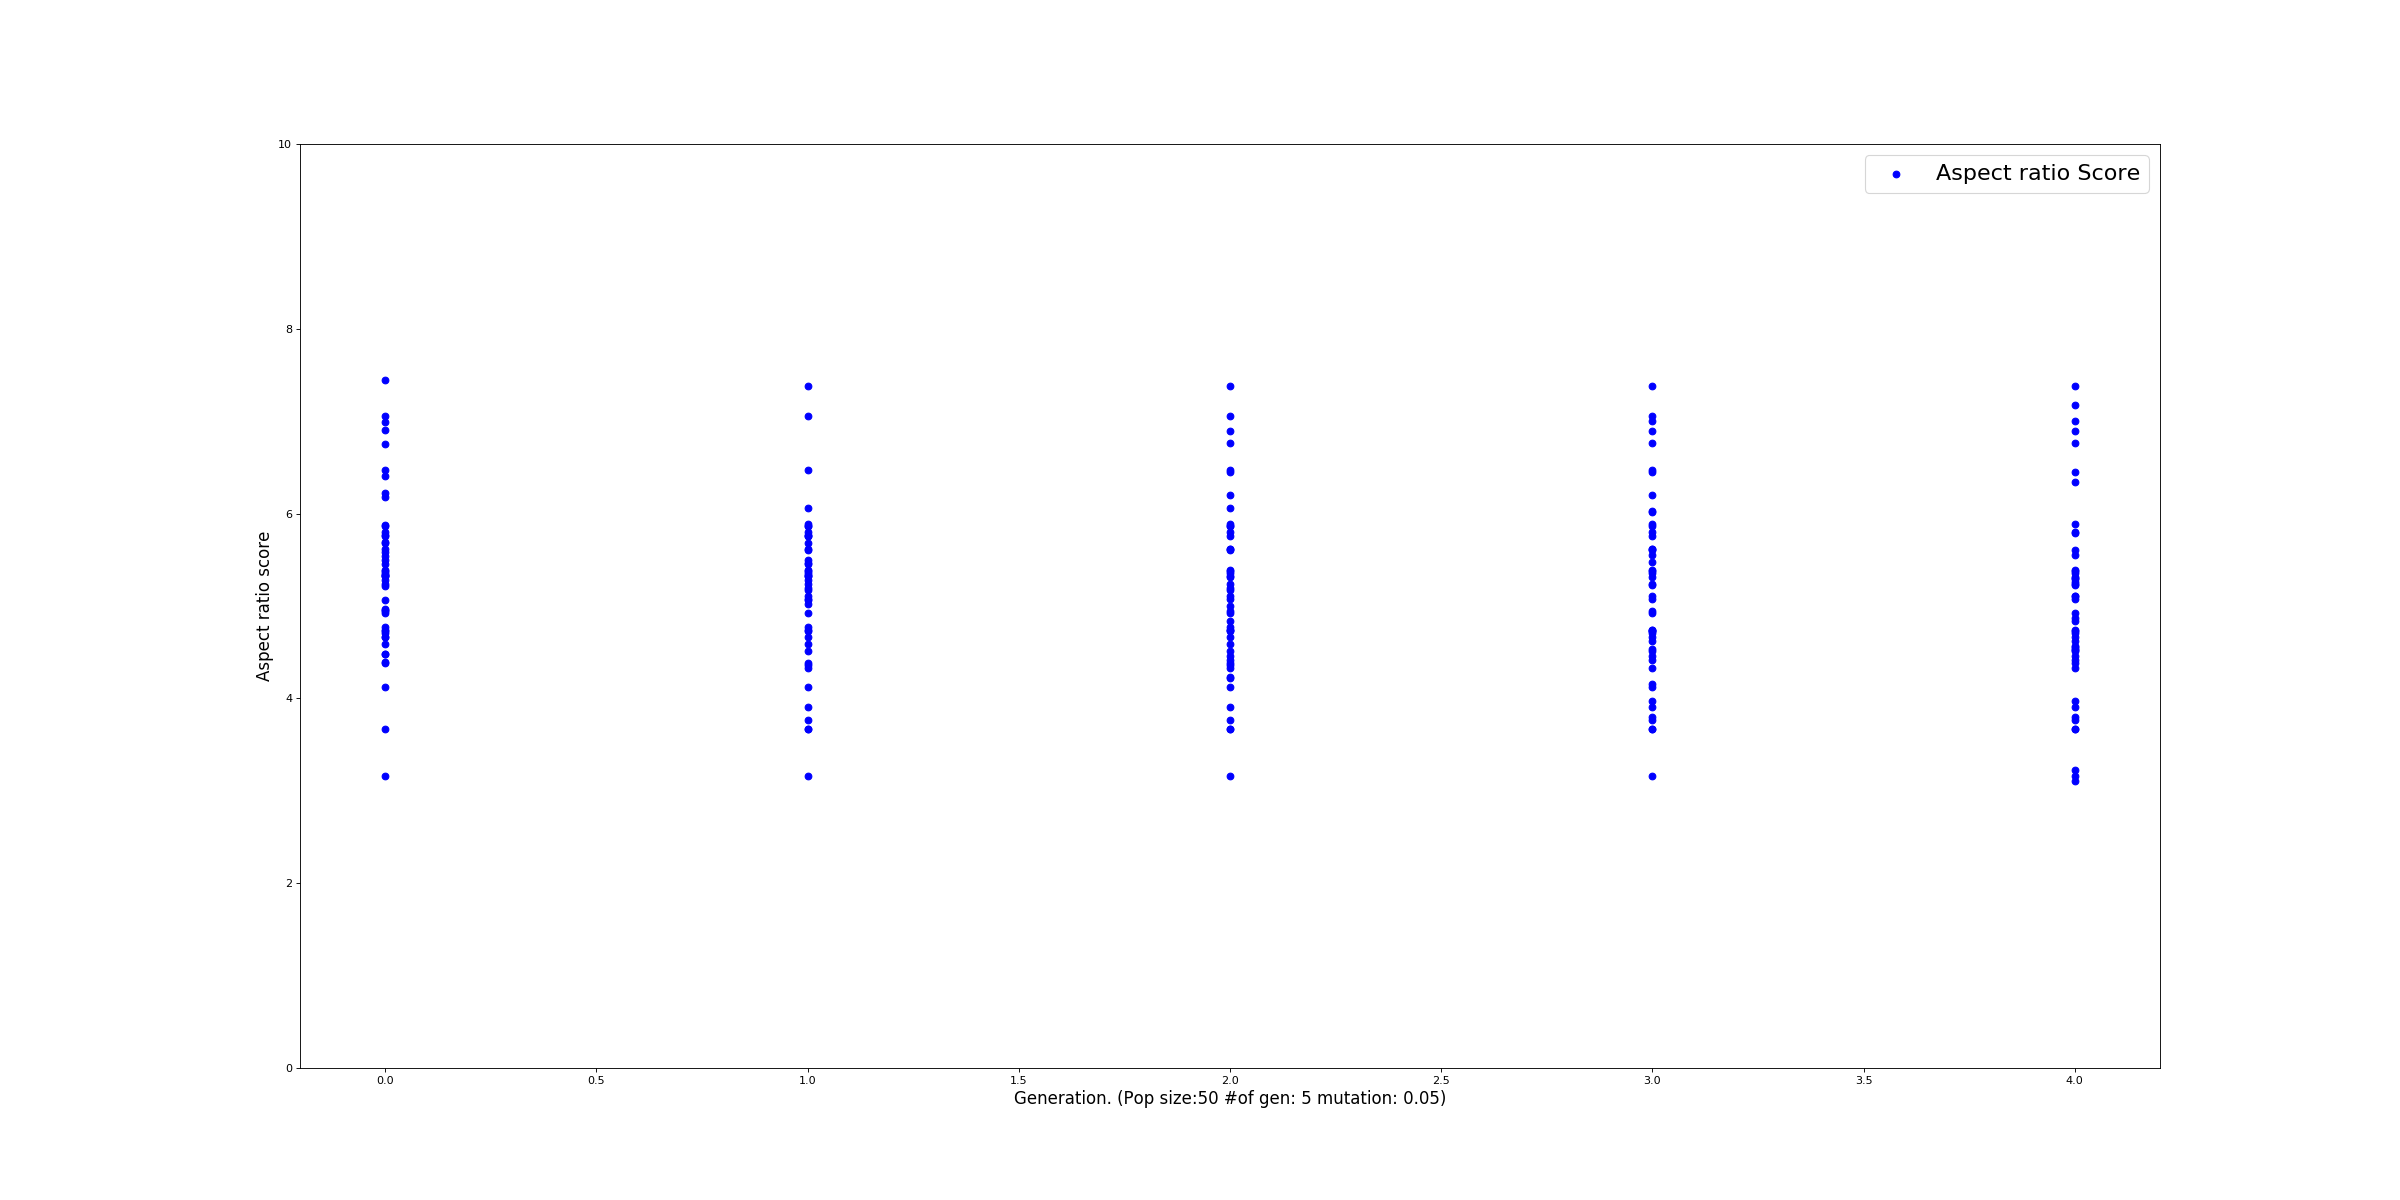 10
8
6
4
2
0
Aspect ratio score
Aspect ratio Score
0.0 0.5 1.0 1.5 2.0 2.5 3.0 3.5 4.0
Generation. (Pop size:50 #of gen: 5 mutation: 0.05)